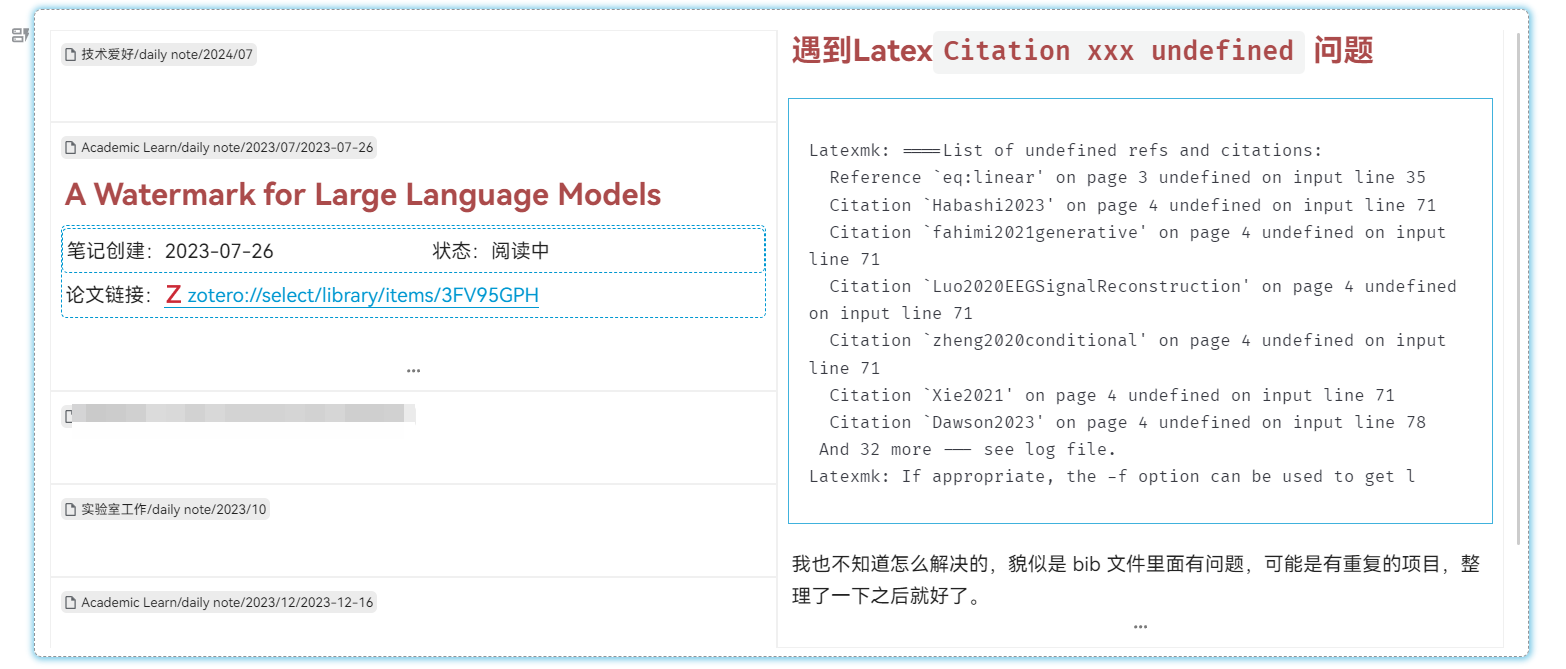 技术爱好/daily note/2024/07
Academic Learn/daily note/2023/07/2023-07-26
A Watermark for Large Language Models
笔记创建：2023-07-26
状态：阅读中
论文链接：
Z zotero://select/library/items/3FV95GPH
...
实验室工作/daily note/2023/10
Academic Learn/daily note/2023/12/2023-12-16
遇到Latex Citation xxx undefined 问题
Latexmk: ====List of undefined refs and citations:
Reference `eq:linear' on page 3 undefined on input line 35
Citation `Habashi2023' on page 4 undefined on input line 71
Citation `fahimi2021generative' on page 4 undefined on input
line 71
Citation `Luo2020EEGSignalReconstruction' on page 4 undefined
on input line 71
Citation `zheng2020conditional' on page 4 undefined on input
line 71
Citation `Xie2021' on page 4 undefined on input line 71
Citation `Dawson2023' on page 4 undefined on input line 78
And 32 more --- see log file.
Latexmk: If appropriate, the -f option can be used to get l
我也不知道怎么解决的，貌似是 bib 文件里面有问题，可能是有重复的项目，整
理了一下之后就好了。
...